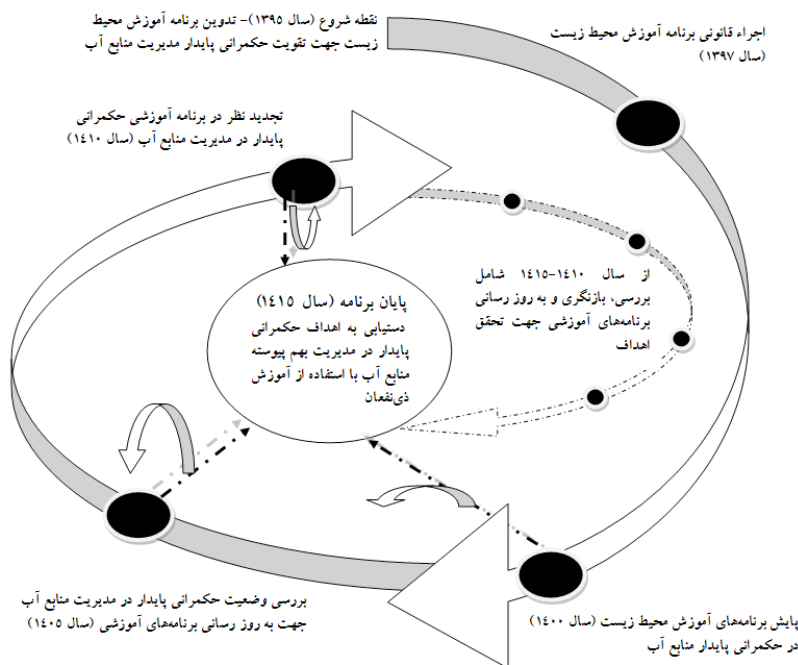 نقطه شروع (سال ۱۳۹۵)- تدوین برنامه آموزش محیط
زیست جهت تقویت حکمرانی پایدار مدیریت منابع آب
اجراء قانونی برنامه آموزش محیط زیست
(سال ۱۳۹۷)
تجدید نظر در برنامه آموزشی حکمرانی
پایدار در مدیریت منابع آب (سال ۱۴۱۰)
از سال ۱۴۱۰-۱۴۱۵ شامل
بررسی، بازنگری و به روز رسانی
برنامه‌های آموزشی جهت تحقق
اهداف
پایان برنامه (سال ۱۴۱۵)
دستیابی به اهداف حکمرانی
پایدار در مدیریت بهم پیوسته
منابع آب با استفاده از آموزش
ذی‌نفعان
پایش برنامه‌های آموزش محیط زیست (سال ۱۴۰۰)
در حکمرانی پایدار منابع آب
بررسی وضعیت حکمرانی پایدار در مدیریت منابع آب
جهت به روز رسانی برنامه‌های آموزشی (سال ۱۴۰۵)